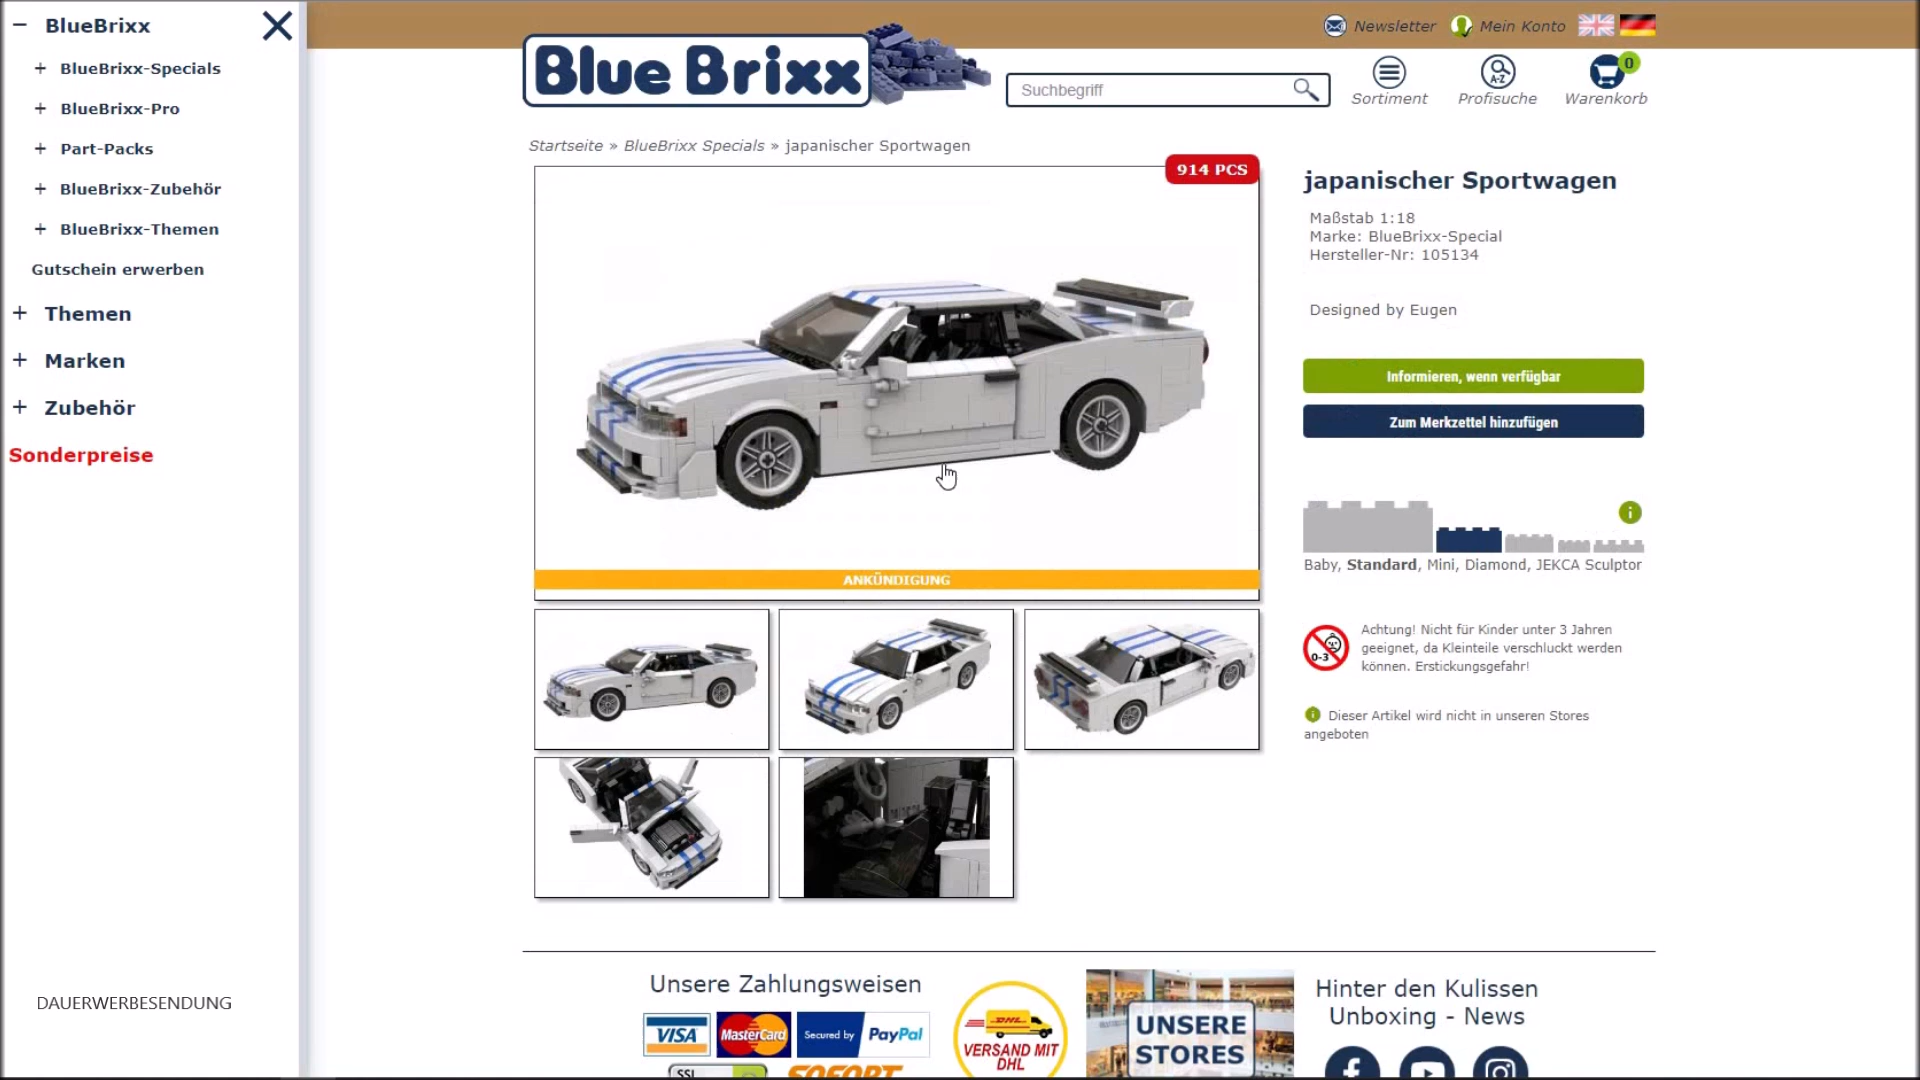 BlueBrixx
BlueBrixx-Specials
BlueBrixx-Pro
Part-Packs
BlueBrixx-Zubehör
BlueBrixx-Themen
Gutschein erwerben
Themen
Marken
Zubehör
Sonderpreise
DAUERWERBESENDUNG
Newsletter
Mein Konto
Blue Brixx
Suchbegriff
A-Z
0
Sortiment
Profisuche
Warenkorb
Startseite » BlueBrixx Specials » japanischer Sportwagen
914 PCS
ANKÜNDIGUNG
japanischer Sportwagen
Maßstab 1:18
Marke: BlueBrixx-Special
Hersteller-Nr: 105134
Designed by Eugen
Informieren, wenn verfügbar
Zum Merkzettel hinzufügen
i
Baby, Standard, Mini, Diamond, JEKCA Sculptor
0-3
Achtung! Nicht für Kinder unter 3 Jahren
geeignet, da Kleinteile verschluckt werden
können. Erstickungsgefahr!
i Dieser Artikel wird nicht in unseren Stores
angeboten
Unsere Zahlungsweisen
VISA
MasterCard
Secured by PayPal
SSL
SOFORT
DHL
VERSAND MIT
DHL
UNSERE
STORES
Hinter den Kulissen
Unboxing - News